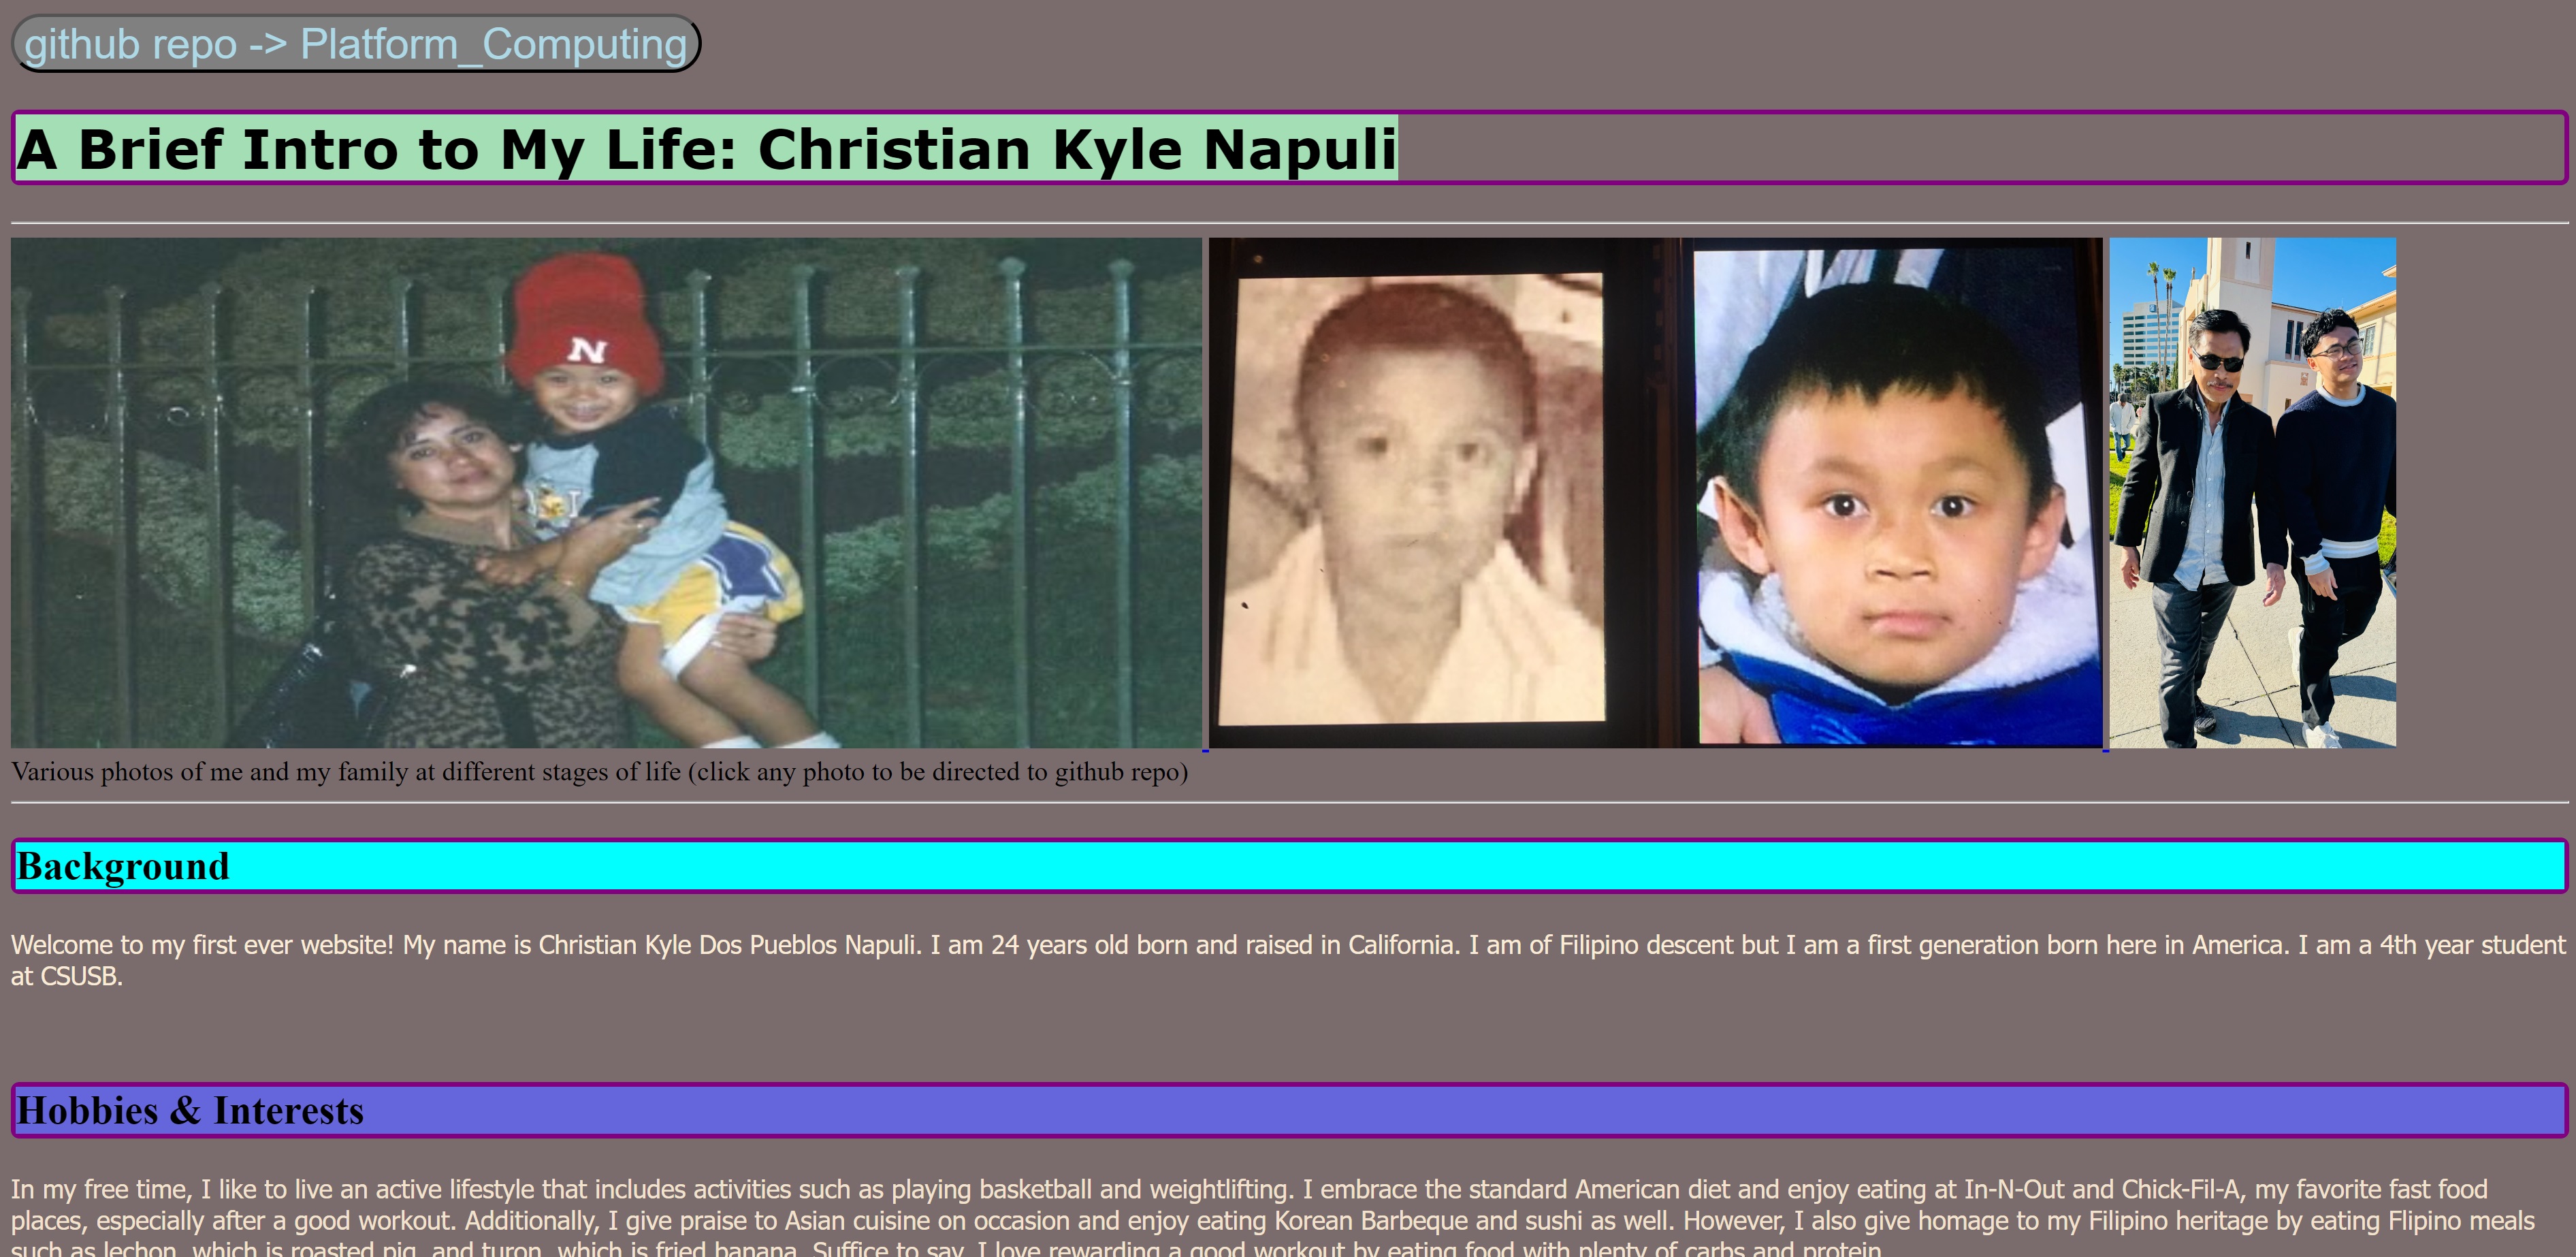 github repo -> Platform_Computing
A Brief Intro to My Life: Christian Kyle Napuli
N
Various photos of me and my family at different stages of life (click any photo to be directed to github repo)
Background
Welcome to my first ever website! My name is Christian Kyle Dos Pueblos Napuli. I am 24 years old born and raised in California. I am of Filipino descent but I am a first generation born here in America. I am a 4th year student
at CSUSB.
Hobbies & Interests
In my free time, I like to live an active lifestyle that includes activities such as playing basketball and weightlifting. I embrace the standard American diet and enjoy eating at In-N-Out and Chick-Fil-A, my favorite fast food
places, especially after a good workout. Additionally, I give praise to Asian cuisine on occasion and enjoy eating Korean Barbeque and sushi as well. However, I also give homage to my Filipino heritage by eating Flipino meals
such as lechon, which is roasted pig, and turon, which is fried banana. Suffice to say, I love rewarding a good workout by eating food with plenty of carbs and protein.